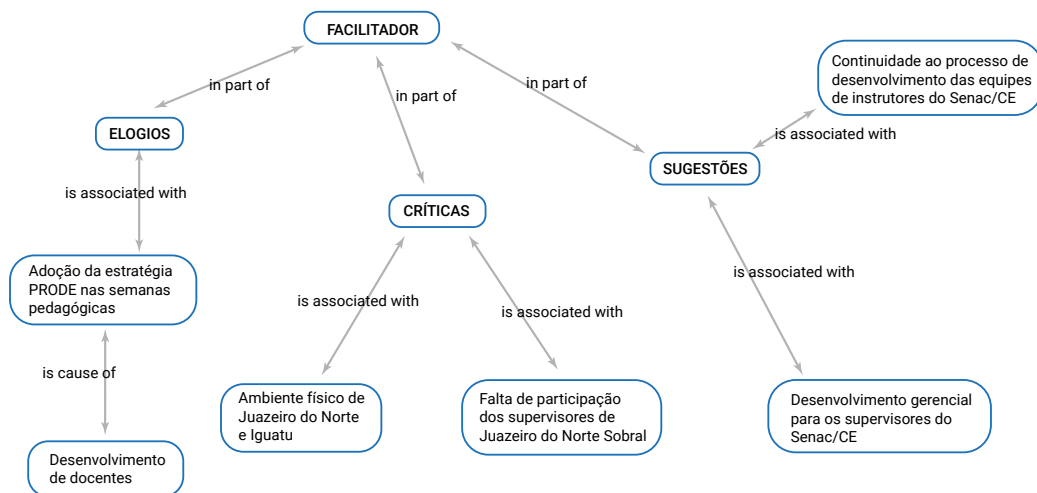 FACILITADOR
in part of
in part of
in part of
Continuidade ao processo de
desenvolvimento das equipes
de instrutores do Senac/CE
is associated with
ELOGIOS
SUGESTÕES
is associated with
CRÍTICAS
Adoção da estratégia
PRODE nas semanas
pedagógicas
is associated with
is associated with
is associated with
is cause of
Ambiente físico de
Juazeiro do Norte
e Iguatu
Falta de participação
dos supervisores de
Juazeiro do Norte Sobral
Desenvolvimento gerencial
para os supervisores do
Senac/CE
Desenvolvimento
de docentes